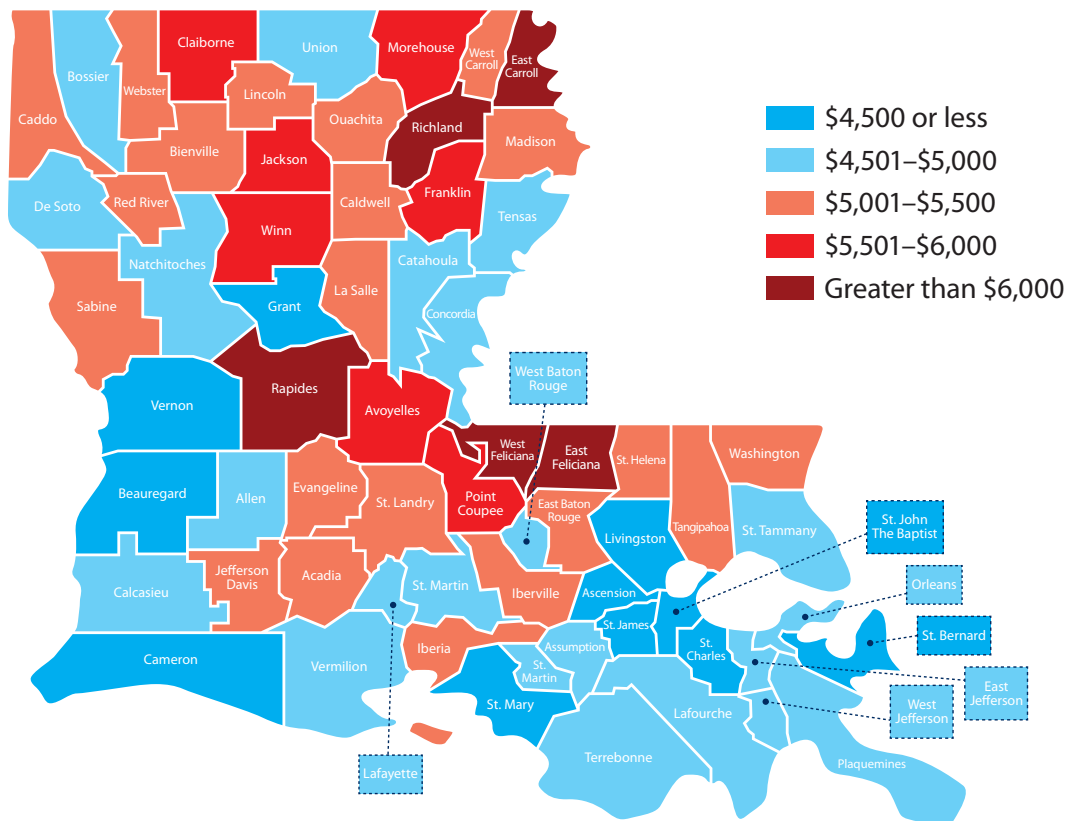 Claiborne
Union
Morehouse
West
Carroll
East
Carroll
Bossier
Webster
Lincoln
Caddo
Ouachita
Richland
Madison
Bienville
Jackson
Franklin
De Soto
Red River
Caldwell
Tensas
Winn
Natchitoches
Catahoula
La Salle
Sabine
Grant
Concordia
Rapides
Vernon
Avoyelles
West Baton
Rouge
West
Feliciana
East
Feliciana
St. Helena
Washington
Beauregard
Allen
Evangeline
St. Landry
Point
Coupee
East Baton
Rouge
Tangipahoa
St. Tammany
Livingston
St. John
The Baptist
Calcasieu
Jefferson
Davis
Acadia
St. Martin
Iberville
Ascension
Orleans
St. James
St. Bernard
Cameron
Vermilion
Iberia
Assumption
St.
Charles
St.
Martin
East
Jefferson
West
Jefferson
St. Mary
Lafourche
Terrebonne
Plaquemines
Lafayette
$4,500 or less
$4,501–$5,000
$5,001–$5,500
$5,501–$6,000
Greater than $6,000